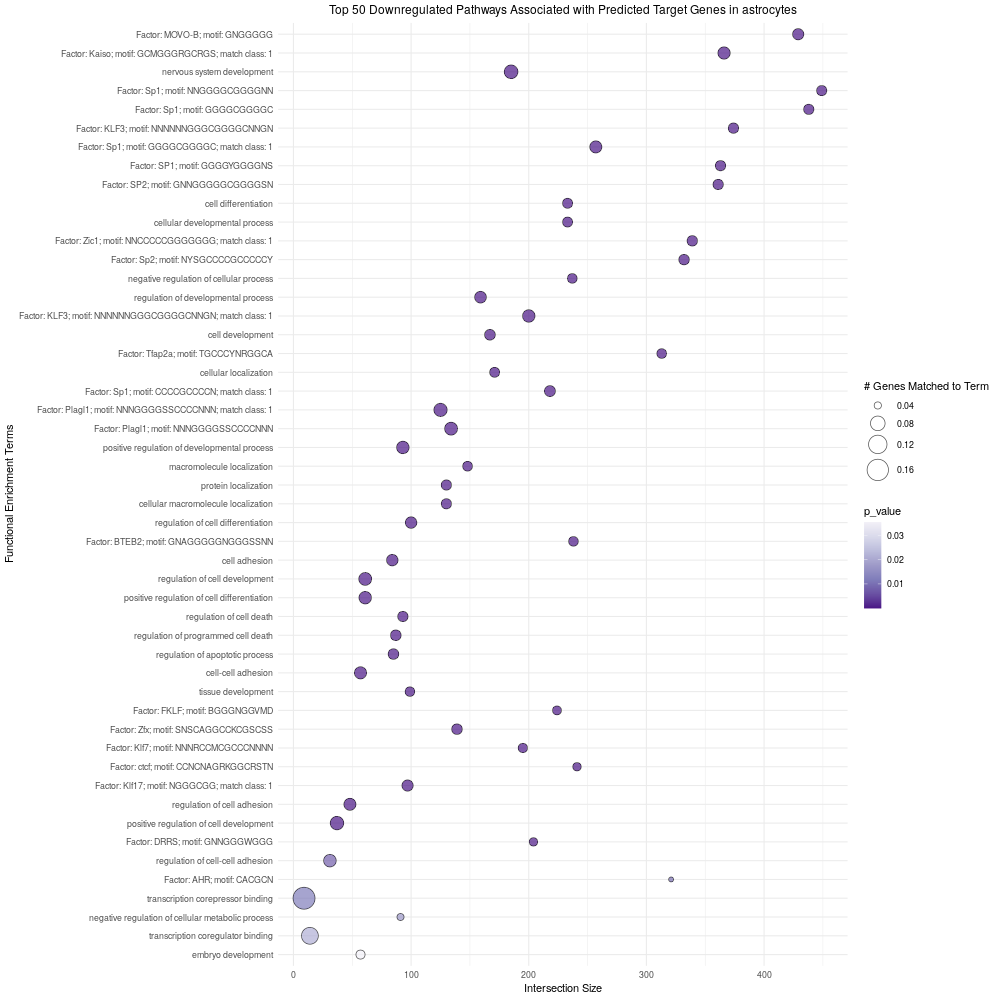 Top 50 Downregulated Pathways Associated with Predicted Target Genes in astrocytes
Functional Enrichment Terms
Factor: MOVO-B; motif: GNGGGGG
Factor: Kaiso; motif: GCMGGGRGCRGS; match class: 1
nervous system development
Factor: Sp1; motif: NNGGGGCGGGGNN
Factor: Sp1; motif: GGGGCGGGGC
Factor: KLF3; motif: NNNNNNGGGCGGGGCNNGN
Factor: Sp1; motif: GGGGCGGGGC; match class: 1
Factor: SP1; motif: GGGGYGGGGNS
Factor: SP2; motif: GNNGGGGGCGGGGSN
cell differentiation
cellular developmental process
Factor: Zic1; motif: NNCCCCCGGGGGGG; match class: 1
Factor: Sp2; motif: NYSGCCCCGCCCCCY
negative regulation of cellular process
regulation of developmental process
Factor: KLF3; motif: NNNNNNGGGCGGGGCNNGN; match class: 1
cell development
Factor: Tfap2a; motif: TGCCCYNRGGCA
cellular localization
Factor: Sp1; motif: CCCCGCCCCN; match class: 1
Factor: Plagl1; motif: NNNGGGGSSCCCCNNN; match class: 1
Factor: Plagl1; motif: NNNGGGGSSCCCCNNN
positive regulation of developmental process
macromolecule localization
protein localization
cellular macromolecule localization
regulation of cell differentiation
Factor: BTEB2; motif: GNAGGGGGNGGGSSNN
cell adhesion
regulation of cell development
positive regulation of cell differentiation
regulation of cell death
regulation of programmed cell death
regulation of apoptotic process
cell-cell adhesion
tissue development
Factor: FKLF; motif: BGGGNGGVMD
Factor: Zfx; motif: SNSCAGGCCKCGSCSS
Factor: Klf7; motif: NNNRCCMCGCCCNNNN
Factor: ctcf; motif: CCNCNAGRKGGCRSTN
Factor: Klf17; motif: NGGGCGG; match class: 1
regulation of cell adhesion
positive regulation of cell development
Factor: DRRS; motif: GNNGGGWGGG
regulation of cell-cell adhesion
Factor: AHR; motif: CACGCN
transcription corepressor binding
negative regulation of cellular metabolic process
transcription coregulator binding
embryo development
0 100 200 300 400
Intersection Size
# Genes Matched to Term
0.04
0.08
0.12
0.16
p_value
0.03
0.02
0.01